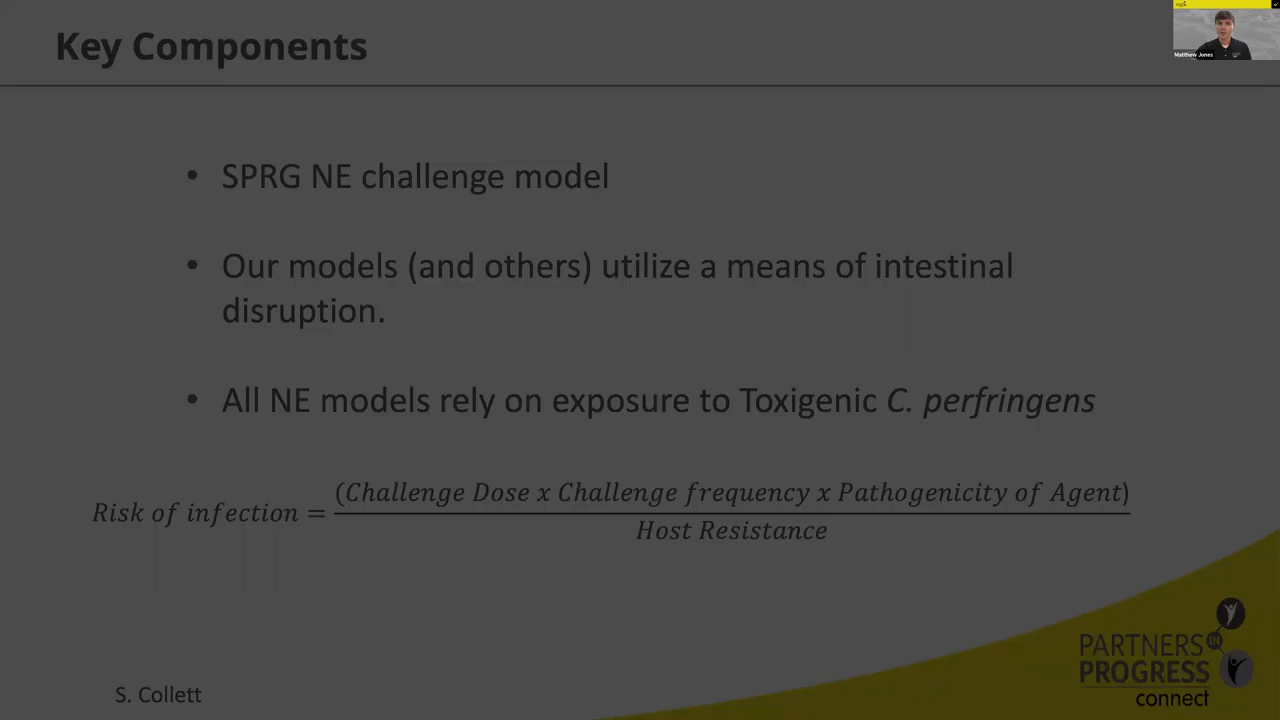 Key Components
Matthew Jones
• SPRG NE challenge model
• Our models (and others) utilize a means of intestinal
disruption.
• All NE models rely on exposure to Toxigenic C. perfringens
Risk of infection = (Challenge Dose x Challenge frequency x Pathogenicity of Agent)
Host Resistance
PARTNERS
IN
PROGRESS
connect
S. Collett